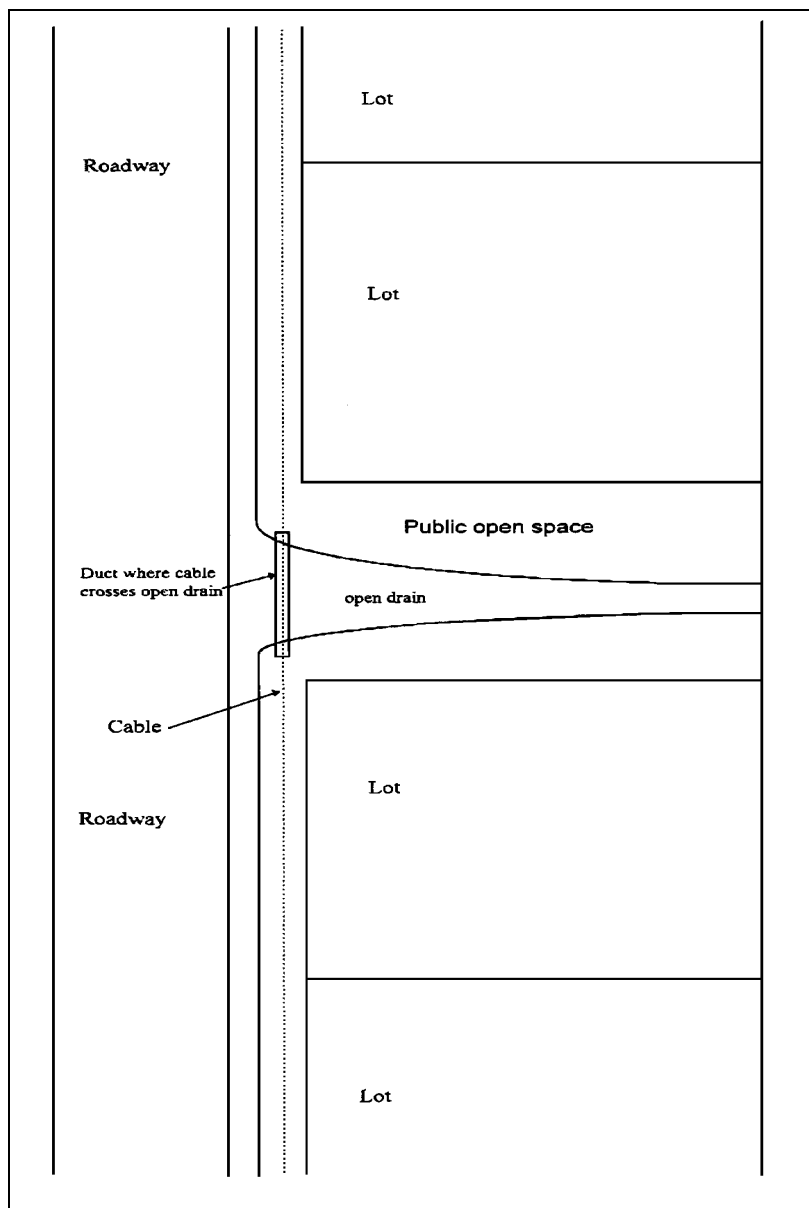 Lot
Roadway
Lot
Public open space
Duct where cable
crosses open drain
open drain
Cable
Lot
Roadway
Lot